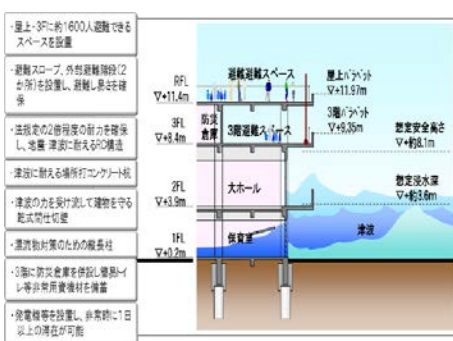 ・屋上・3Fに約1600人避難できる
スペースを設置
・避難スロープ、外部避難階段(2
か所)を設置し、避難し易さを確
保
・法規定の2倍程度の耐力を確保
し、地震・津波に耐えるRC構造
・津波に耐える場所打コンクリート杭
・津波の力を受け流して建物を守る
乾式間仕切壁
・漂流物対策のための縦長柱
・3階に防災倉庫を併設し簡易トイ
レ等非常用資機材を備蓄
・発電機等を設置し、非常時に1日
以上の滞在が可能
RFL
▽+11.4m
避難避難スペース
屋上パラペット
▽+11.97m
3FL
▽+8.4m
防災
倉庫
3階避難スペース
3階パラペット
▽+9.35m
想定安全高さ
▽+約8.1m
2FL
▽+3.9m
大ホール
想定浸水深
▽+約3.6m
1FL
▽+0.2m
保育室
津波